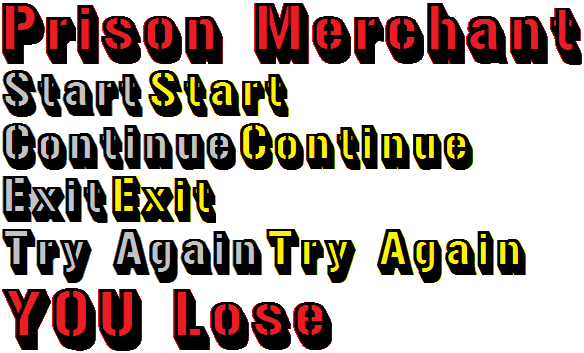 Prison Merchant
Start Start
Continue Continue
Exit Exit
Try Again Try Again
YOU Lose